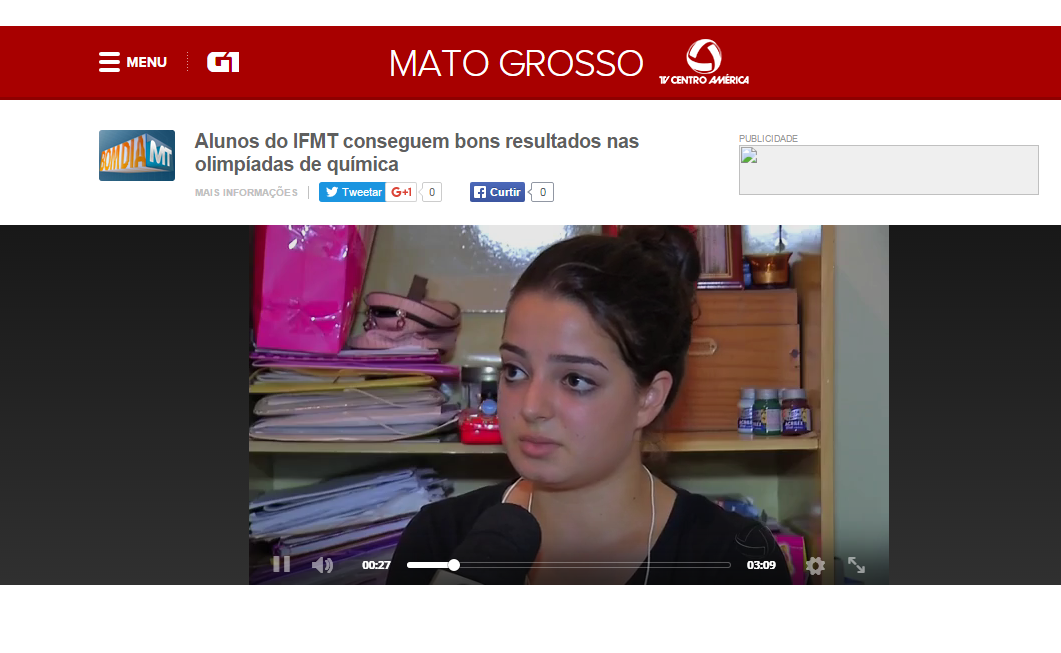 MENU
G1
MATO GROSSO
TV CENTRO AMÉRICA
BOM DIA MT
Alunos do IFMT conseguem bons resultados nas
olimpíadas de química
PUBLICIDADE
MAIS INFORMAÇÕES
Tweetar
G+1
0
Curtir
0
ACRILEX
00:27
03:09